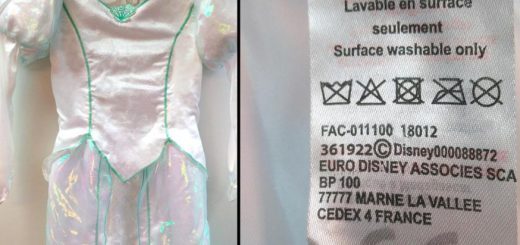 Lavable en surface
seulement
Surface washable only
FAC-011100 18012
361922©Disney000088872
EURO DISNEY ASSOCIES SCA
BP 100
77777 MARNE LA VALLEE
CEDEX 4 FRANCE